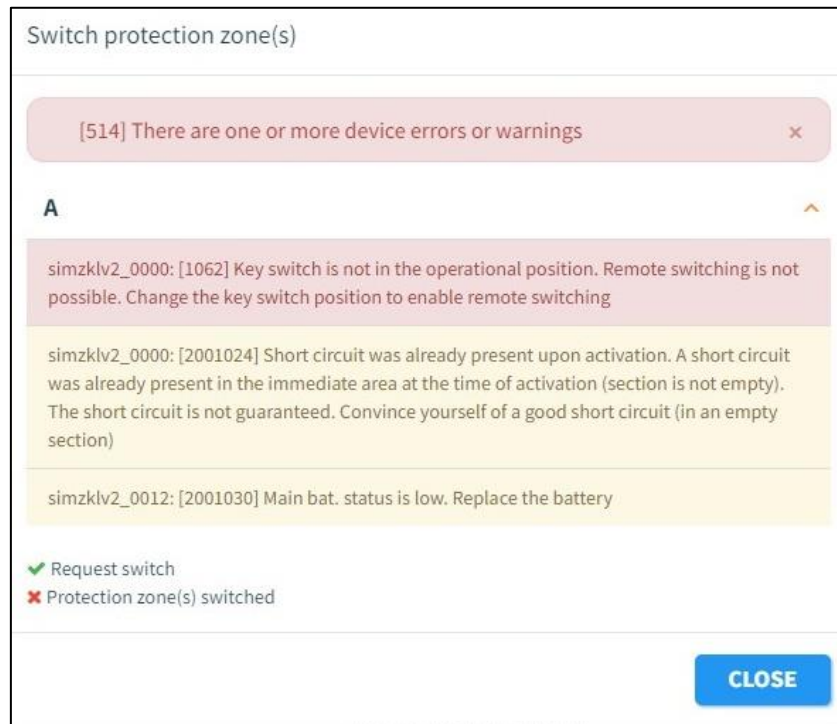 Switch protection zone(s)
[514] There are one or more device errors or warnings
×
A
simzklv2_0000: [1062] Key switch is not in the operational position. Remote switching is not
possible. Change the key switch position to enable remote switching
simzklv2_0000: [2001024] Short circuit was already present upon activation. A short circuit
was already present in the immediate area at the time of activation (section is not empty).
The short circuit is not guaranteed. Convince yourself of a good short circuit (in an empty
section)
simzklv2_0012: [2001030] Main bat. status is low. Replace the battery
Request switch
Protection zone(s) switched
CLOSE